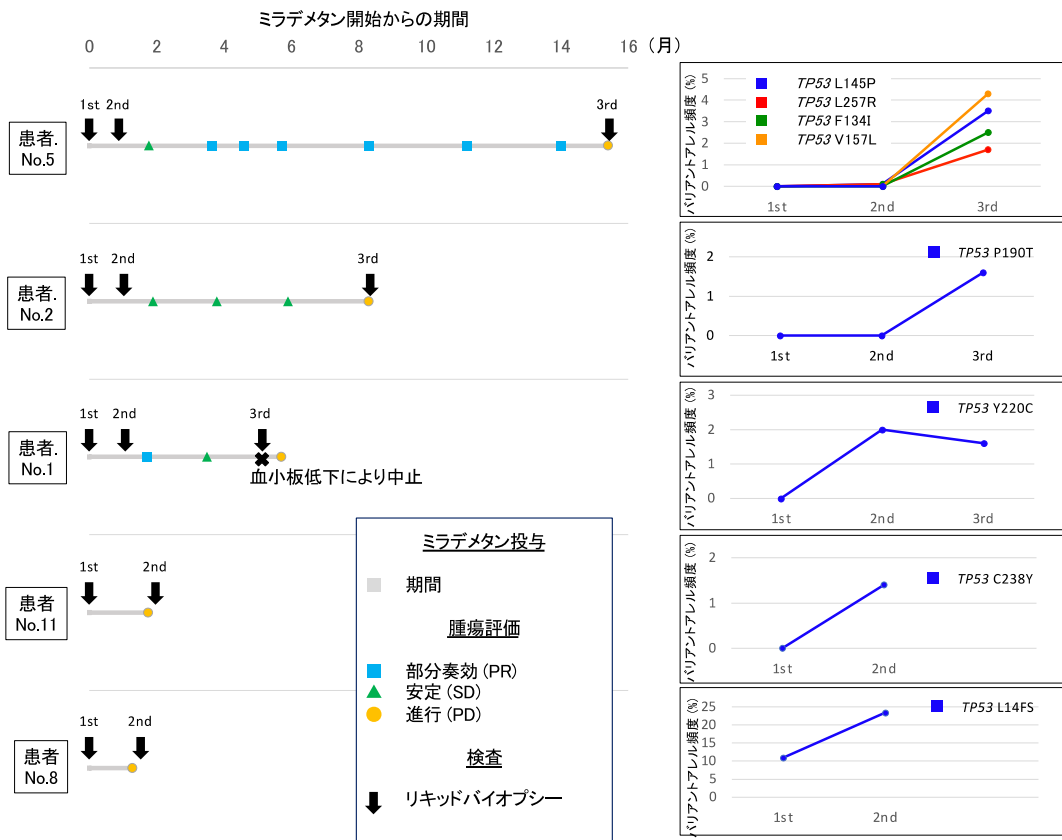 ミラデメタン開始からの期間
0 2 4 6 8 10 12 14 16 (月)
患者.
No.5
1st 2nd 3rd
バリアントアレル頻度 (%)
5
4
3
2
1
0
TP53 L145P
TP53 L257R
TP53 F134I
TP53 V157L
1st 2nd 3rd
患者.
No.2
1st 2nd 3rd
バリアントアレル頻度 (%)
2
1
0
TP53 P190T
1st 2nd 3rd
患者.
No.1
1st 2nd 3rd
血小板低下により中止
バリアントアレル頻度 (%)
3
2
1
0
TP53 Y220C
1st 2nd 3rd
患者
No.11
1st 2nd
バリアントアレル頻度 (%)
2
1
0
TP53 C238Y
1st 2nd
患者
No.8
1st 2nd
バリアントアレル頻度 (%)
25
20
15
10
5
0
TP53 L14FS
1st 2nd
ミラデメタン投与
期間
腫瘍評価
部分奏効 (PR)
安定 (SD)
進行 (PD)
検査
リキッドバイオプシー